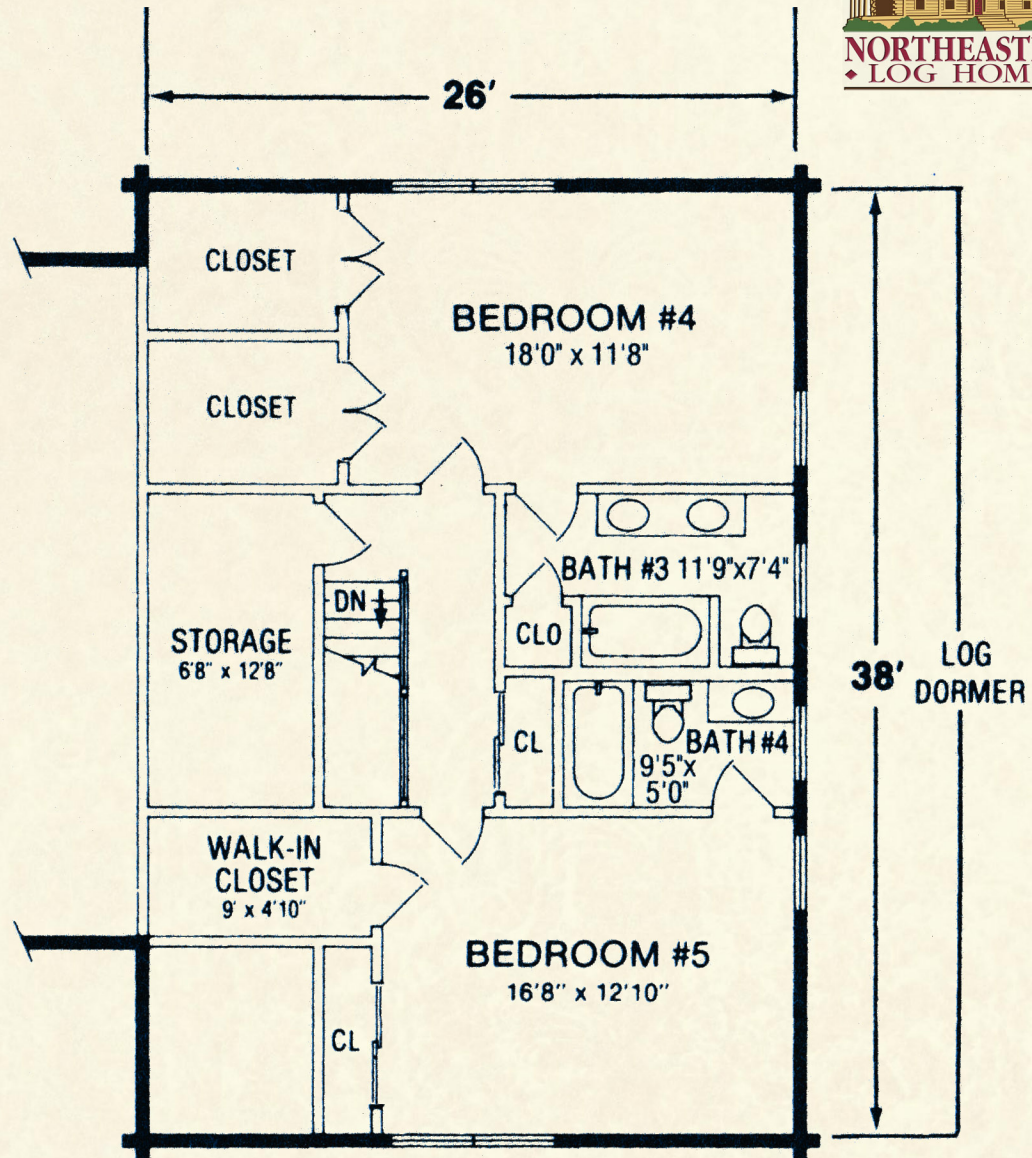 NORTHEAST
LOG HOM
26'
CLOSET
BEDROOM #4
18'0" x 11'8"
CLOSET
BATH #3 11'9"x7'4"
DN
CLO
STORAGE
6'8" x 12'8"
38'
LOG
DORMER
CL
BATH #4
9'5"x
5'0"
WALK-IN
CLOSET
9' x 4'10"
BEDROOM #5
16'8" x 12'10"
CL